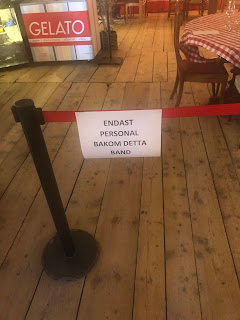 GELATO
ENDAST
PERSONAL
BAKOM DETTA
BAND